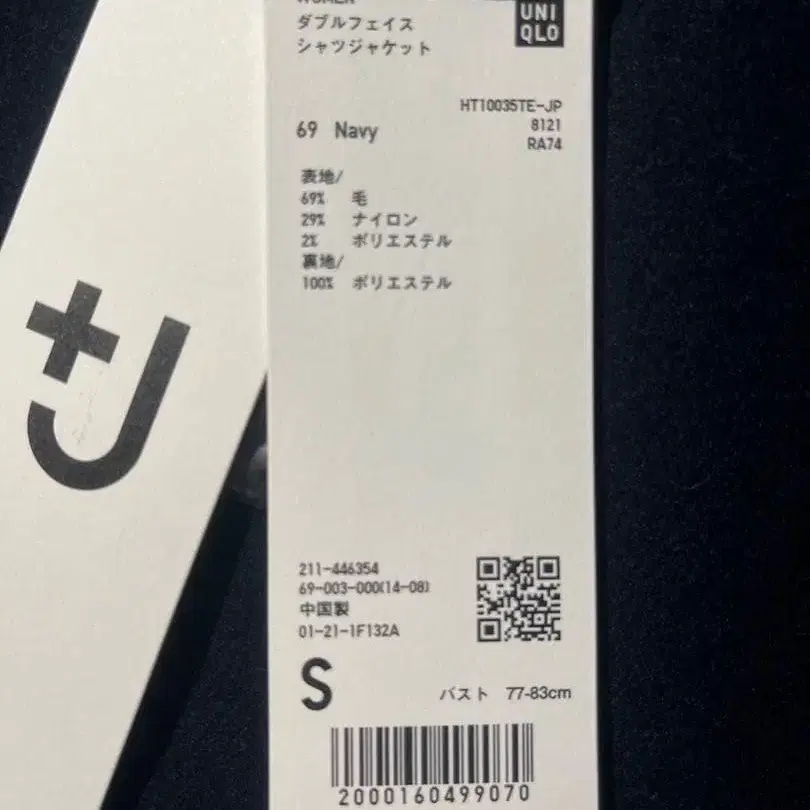 WOMEN
ダブルフェイス
シャツジャケット
UNI
QLO
HT10035TE-JP
8121
RA74
69 Navy
表地/
69% 毛
29% ナイロン
2% ポリエステル
裏地/
100% ポリエステル
+J
211-446354
69-003-000(14-08)
中国製
01-21-1F132A
S
バスト 77-83cm
2000160499070